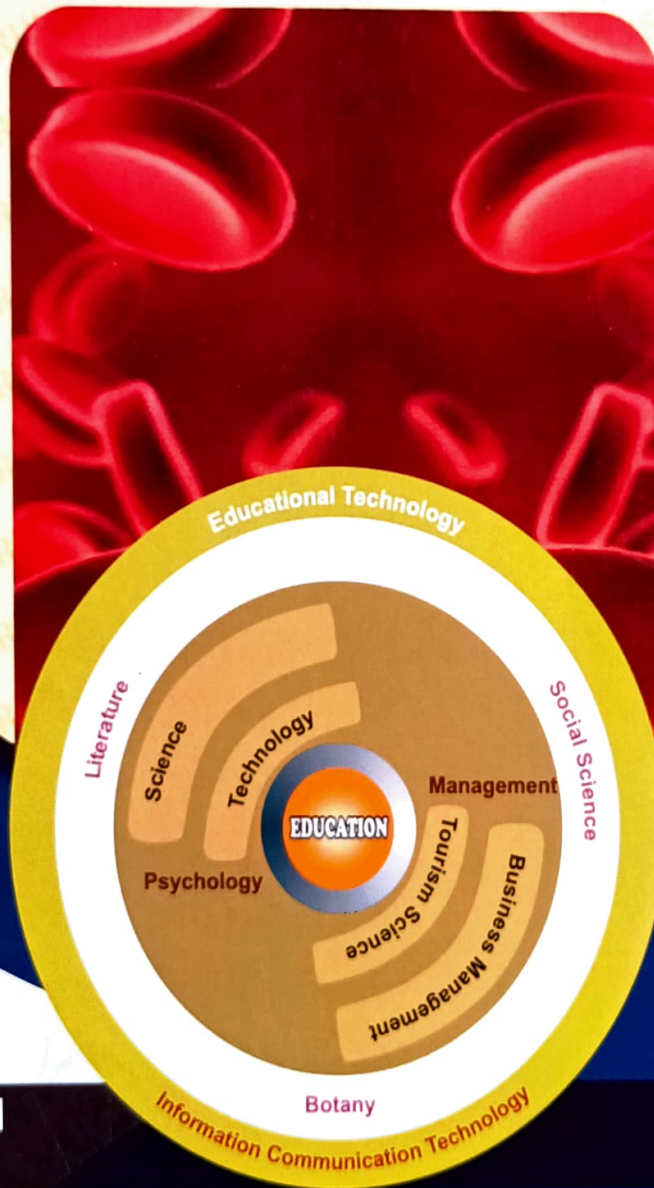 Educational Technology
Literature
Social Science
Science
Technology
Management
EDUCATION
Psychology
Tourism Science
Business Management
Botany
Information Communication Technology